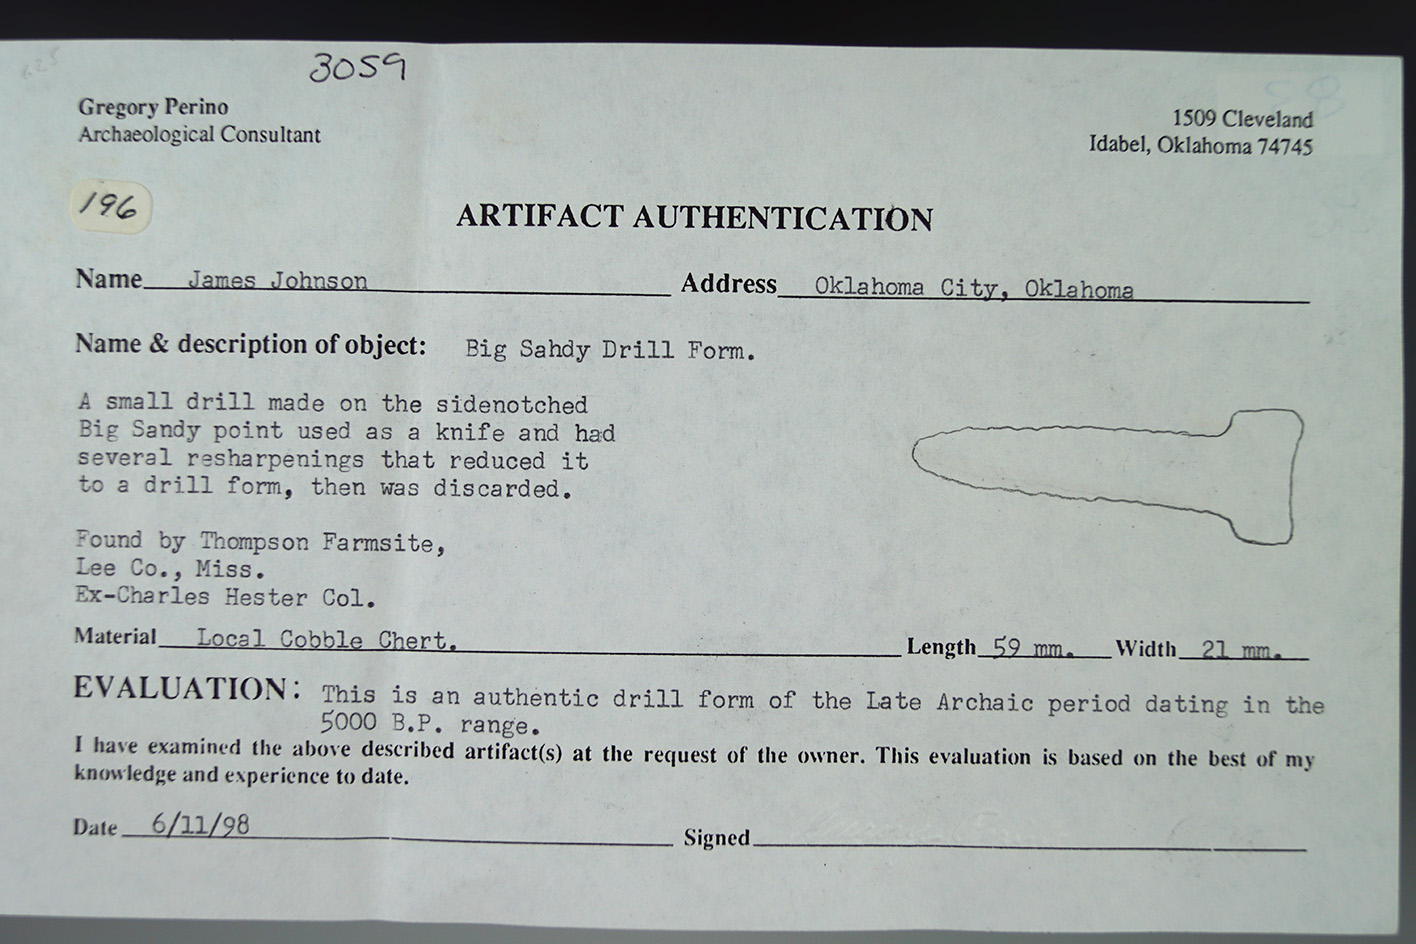 3059
Gregory Perino
Archaeological Consultant
1509 Cleveland
Idabel, Oklahoma 74745
196
ARTIFACT AUTHENTICATION
Name James Johnson Address Oklahoma City, Oklahoma
Name & description of object: Big Sahdy Drill Form.
A small drill made on the sidenotched
Big Sandy point used as a knife and had
several resharpenings that reduced it
to a drill form, then was discarded.
Found by Thompson Farmsite,
Lee Co., Miss.
Ex-Charles Hester Col.
Material Local Cobble Chert. Length 59 mm. Width 21 mm.
EVALUATION: This is an authentic drill form of the Late Archaic period dating in the
5000 B.P. range.
I have examined the above described artifact(s) at the request of the owner. This evaluation is based on the best of my
knowledge and experience to date.
Date 6/11/98 Signed